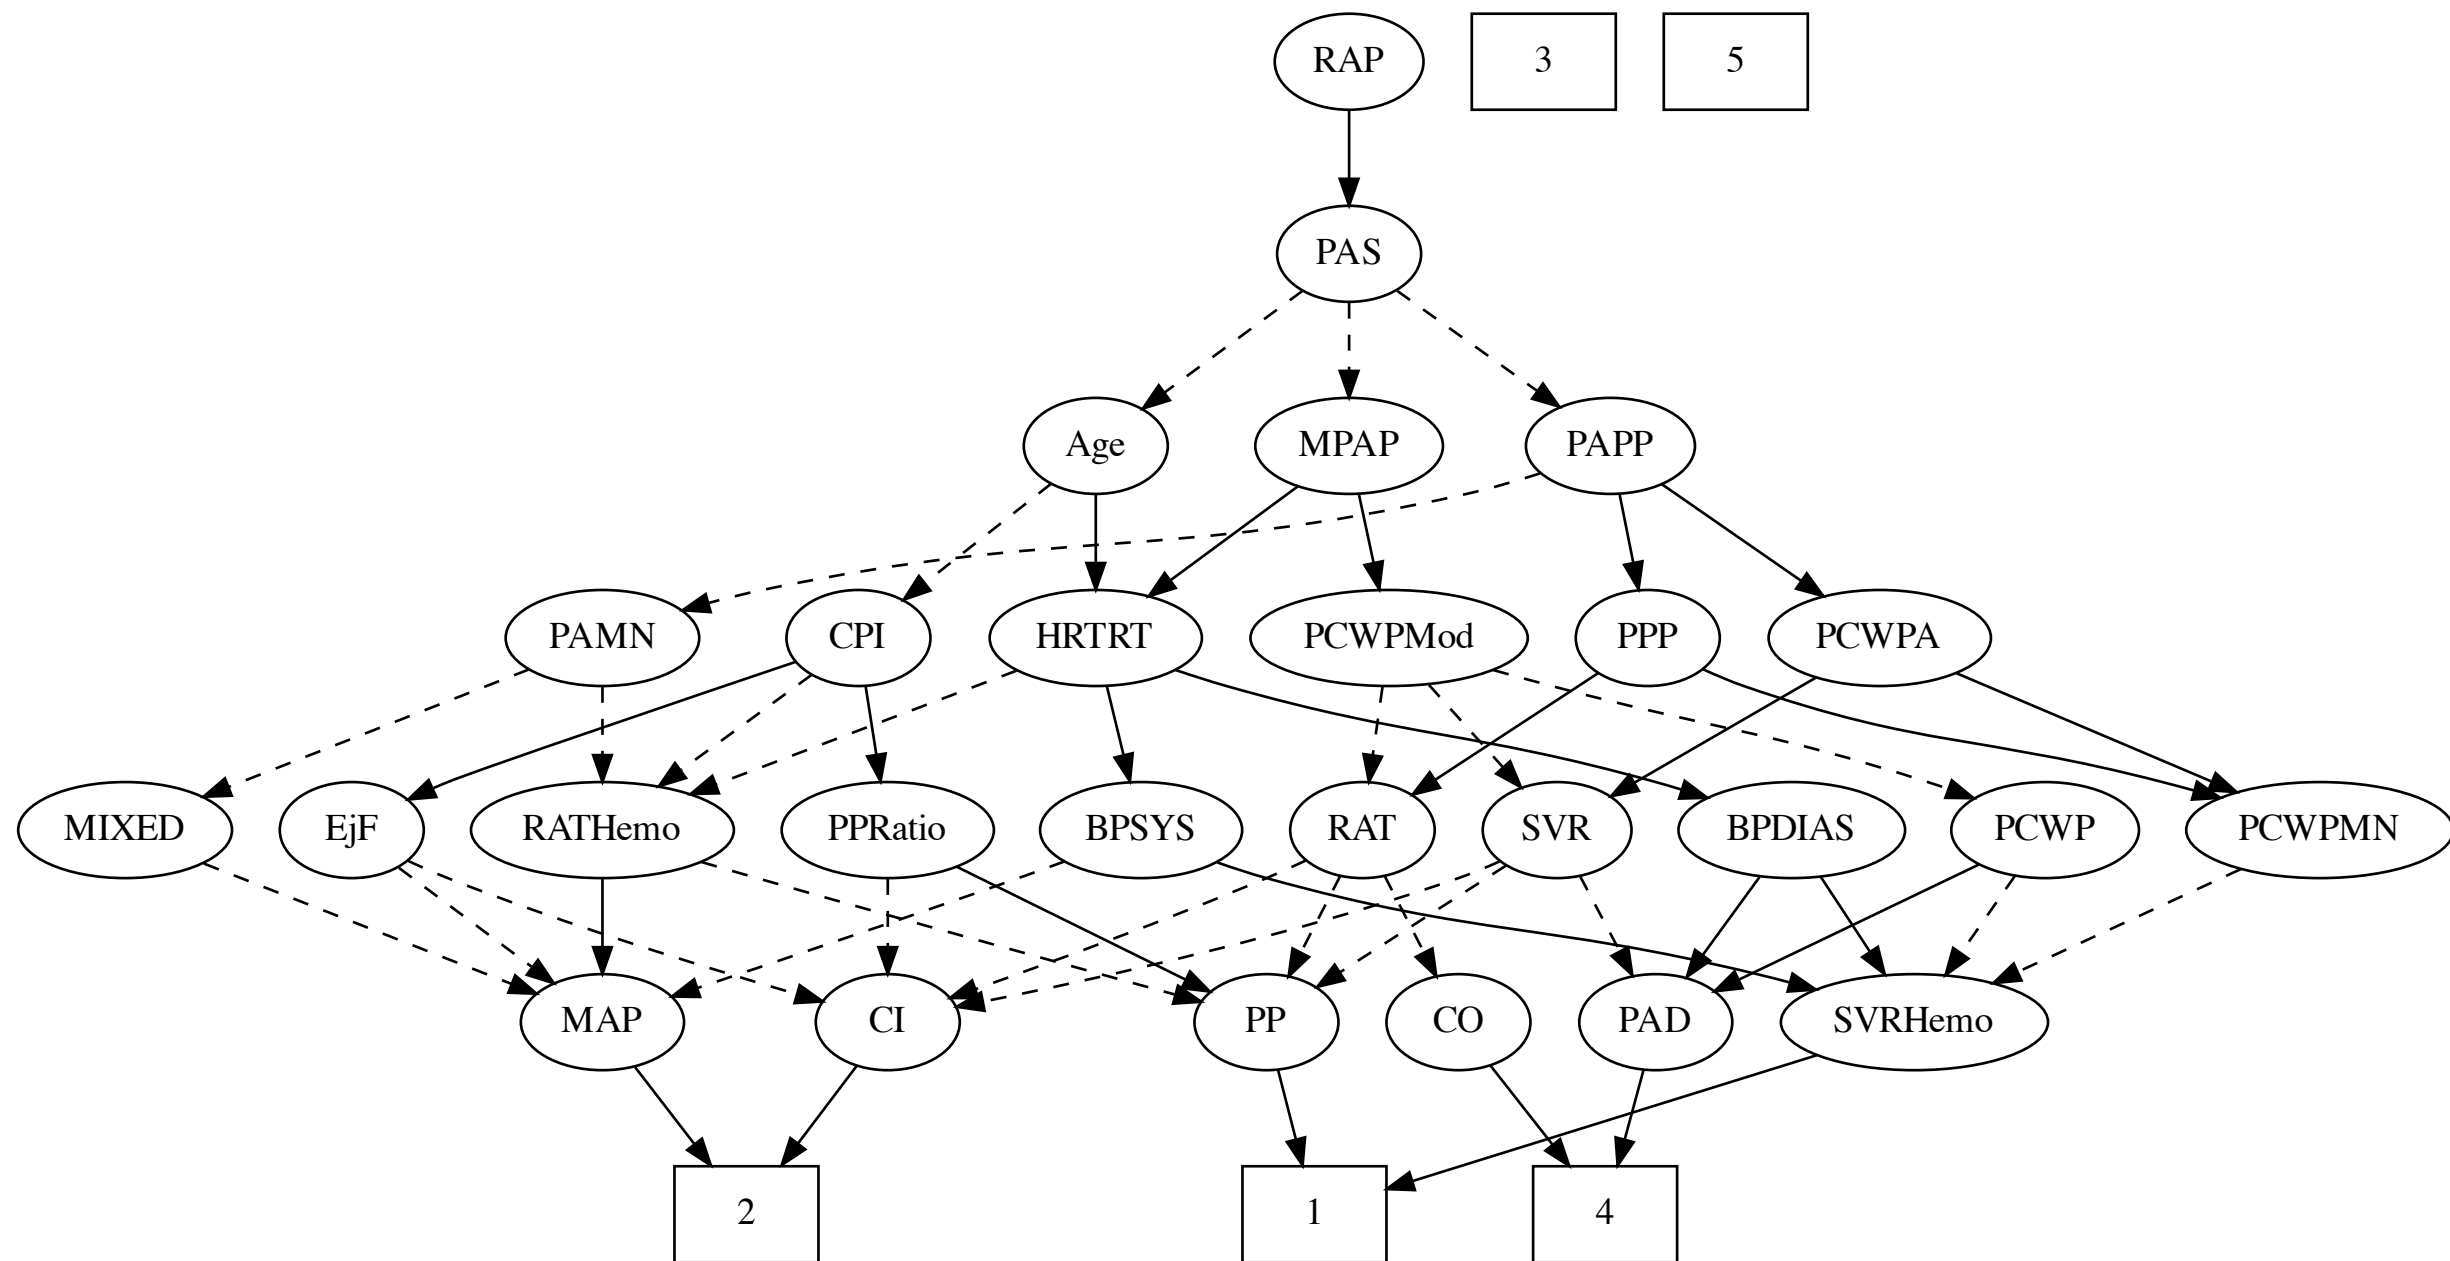 RAP
3
5
PAS
Age
MPAP
PAPP
PAMN
CPI
HRTRT
PCWPMod
PPP
PCWPA
MIXED
EjF
RATHemo
PPRatio
BPSYS
RAT
SVR
BPDIAS
PCWP
PCWPMN
MAP
CI
PP
CO
PAD
SVRHemo
2
1
4